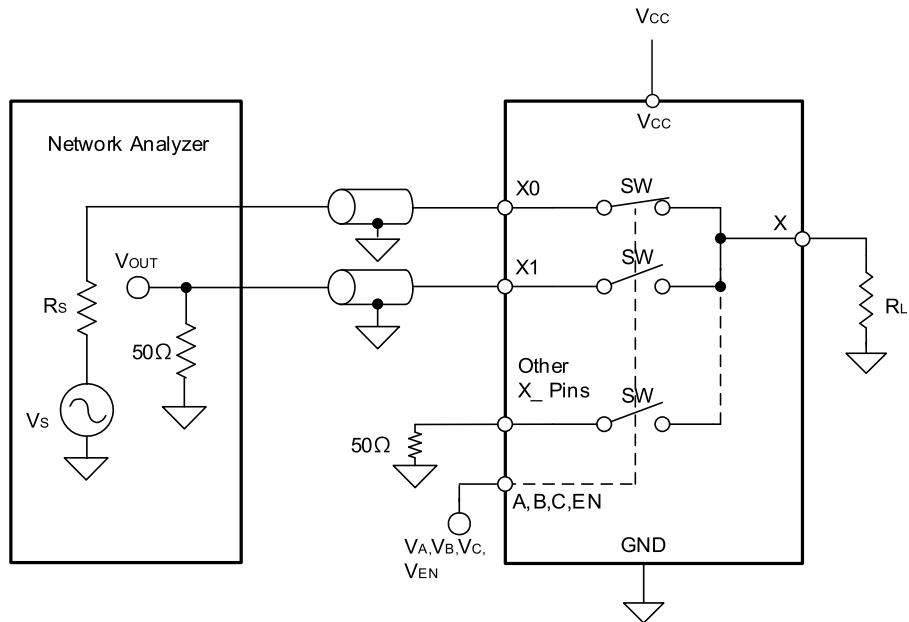 VCC
VCC
Network Analyzer
X0
SW
X
VOUT
X1
SW
RS
RL
50Ω
Other
X_ Pins
SW
VS
50Ω
A,B,C,EN
VA,VB,VC,
VEN
GND